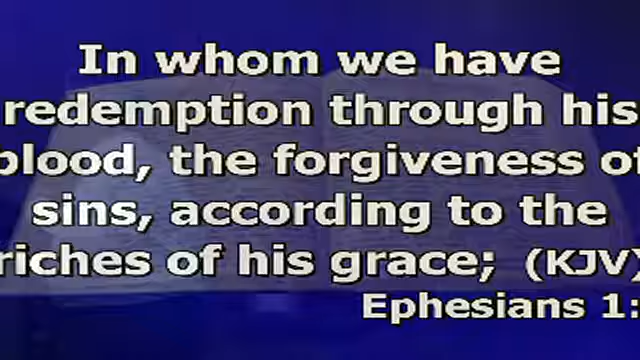 In whom we have
redemption through his
blood, the forgiveness of
sins, according to the
riches of his grace; (KJV)
Ephesians 1: